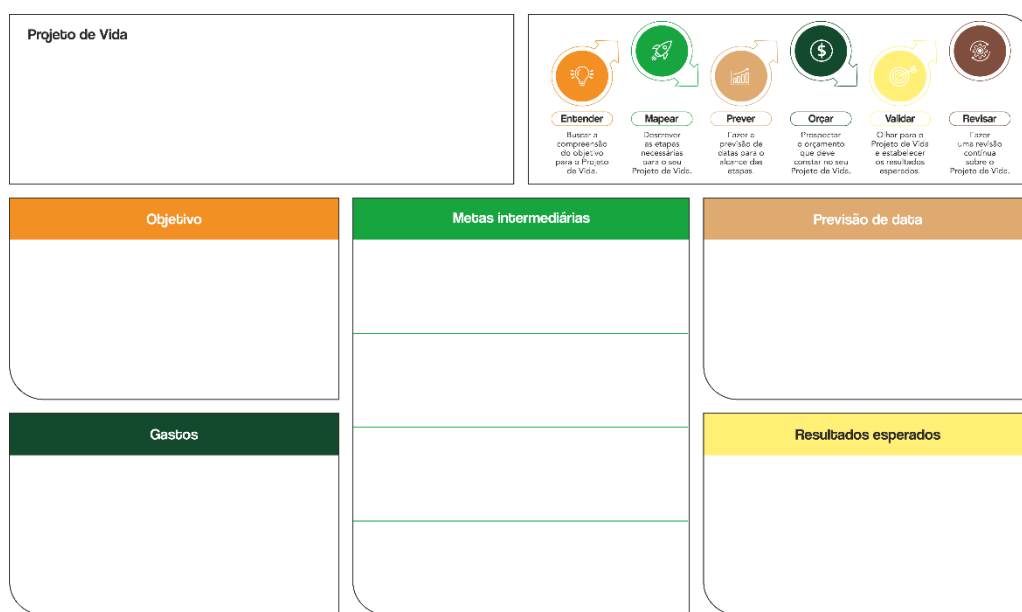 Projeto de Vida
Entender
Buscar a
compreensão
do objetivo
para o Projeto
de Vida.
Mapear
Descrever
as etapas
necessárias
para o seu
Projeto de Vida.
Prever
Fazer a
previsão de
datas para o
alcance das
etapas.
$
Orçar
Prospectar
o orçamento
que deve
constar no seu
Projeto de Vida.
Validar
Olhar para o
Projeto de Vida
e estabelecer
os resultados
esperados.
Revisar
Fazer
uma revisão
contínua
sobre o
Projeto de Vida.
Objetivo
Metas intermediárias
Previsão de data
Gastos
Resultados esperados